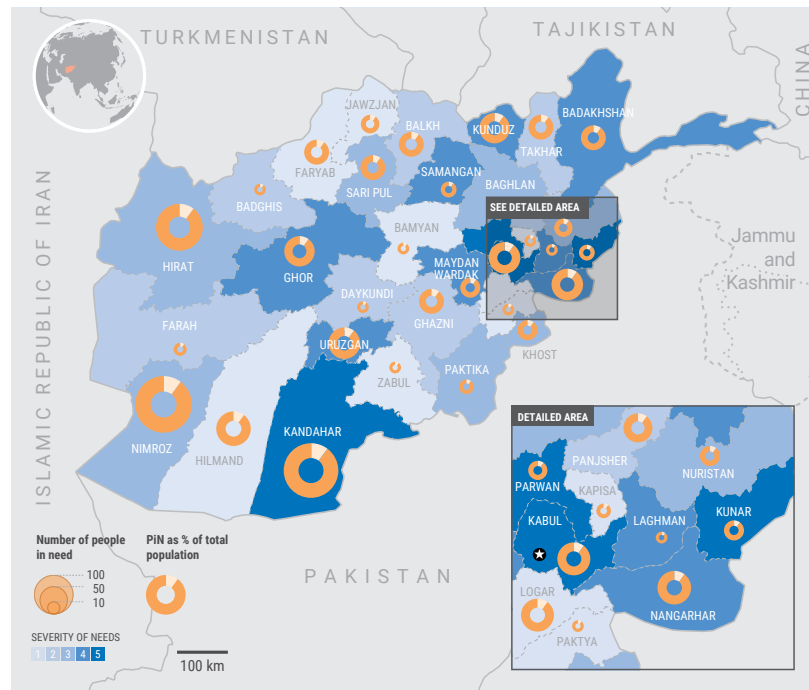 TURKMENISTAN
TAJIKISTAN
CHINA
ISLAMIC REPUBLIC OF IRAN
PAKISTAN
Jammu
and
Kashmir
JAWZJAN
BALKH
KUNDUZ
BADAKHSHAN
TAKHAR
FARYAB
SARI PUL
SAMANGAN
BAGHLAN
BADGHIS
SEE DETAILED AREA
BAMYAN
HIRAT
GHOR
MAYDAN
WARDAK
DAYKUNDI
GHAZNI
FARAH
URUZGAN
KHOST
ZABUL
PAKTIKA
NIMROZ
HILMAND
KANDAHAR
DETAILED AREA
PANJSHER
NURISTAN
PARWAN
KAPISA
KABUL
LAGHMAN
KUNAR
LOGAR
NANGARHAR
PAKTYA
Number of people
in need
100
50
10
PiN as % of total
population
SEVERITY OF NEEDS
1 2 3 4 5
100 km